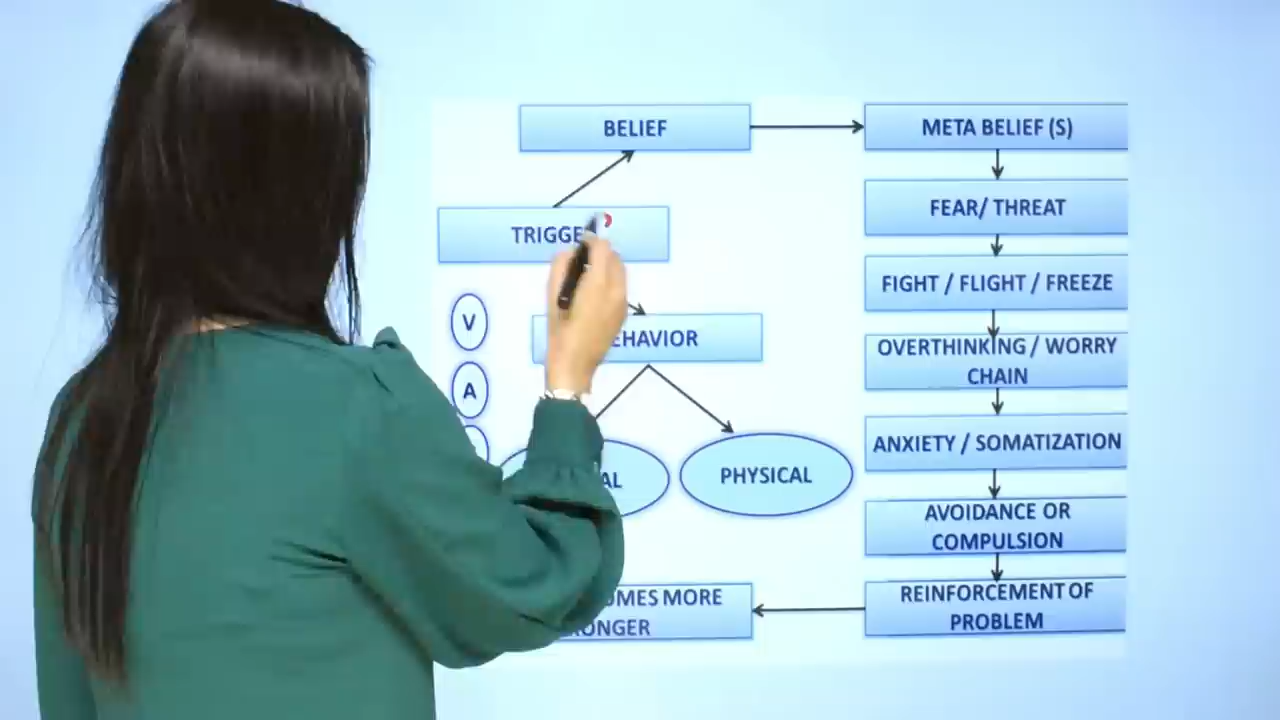 BELIEF
META BELIEF (S)
FEAR/ THREAT
FIGHT / FLIGHT / FREEZE
OVERTHINKING / WORRY
CHAIN
ANXIETY / SOMATIZATION
AVOIDANCE OR
COMPULSION
REINFORCEMENT OF
PROBLEM
V
A
PHYSICAL
MORE